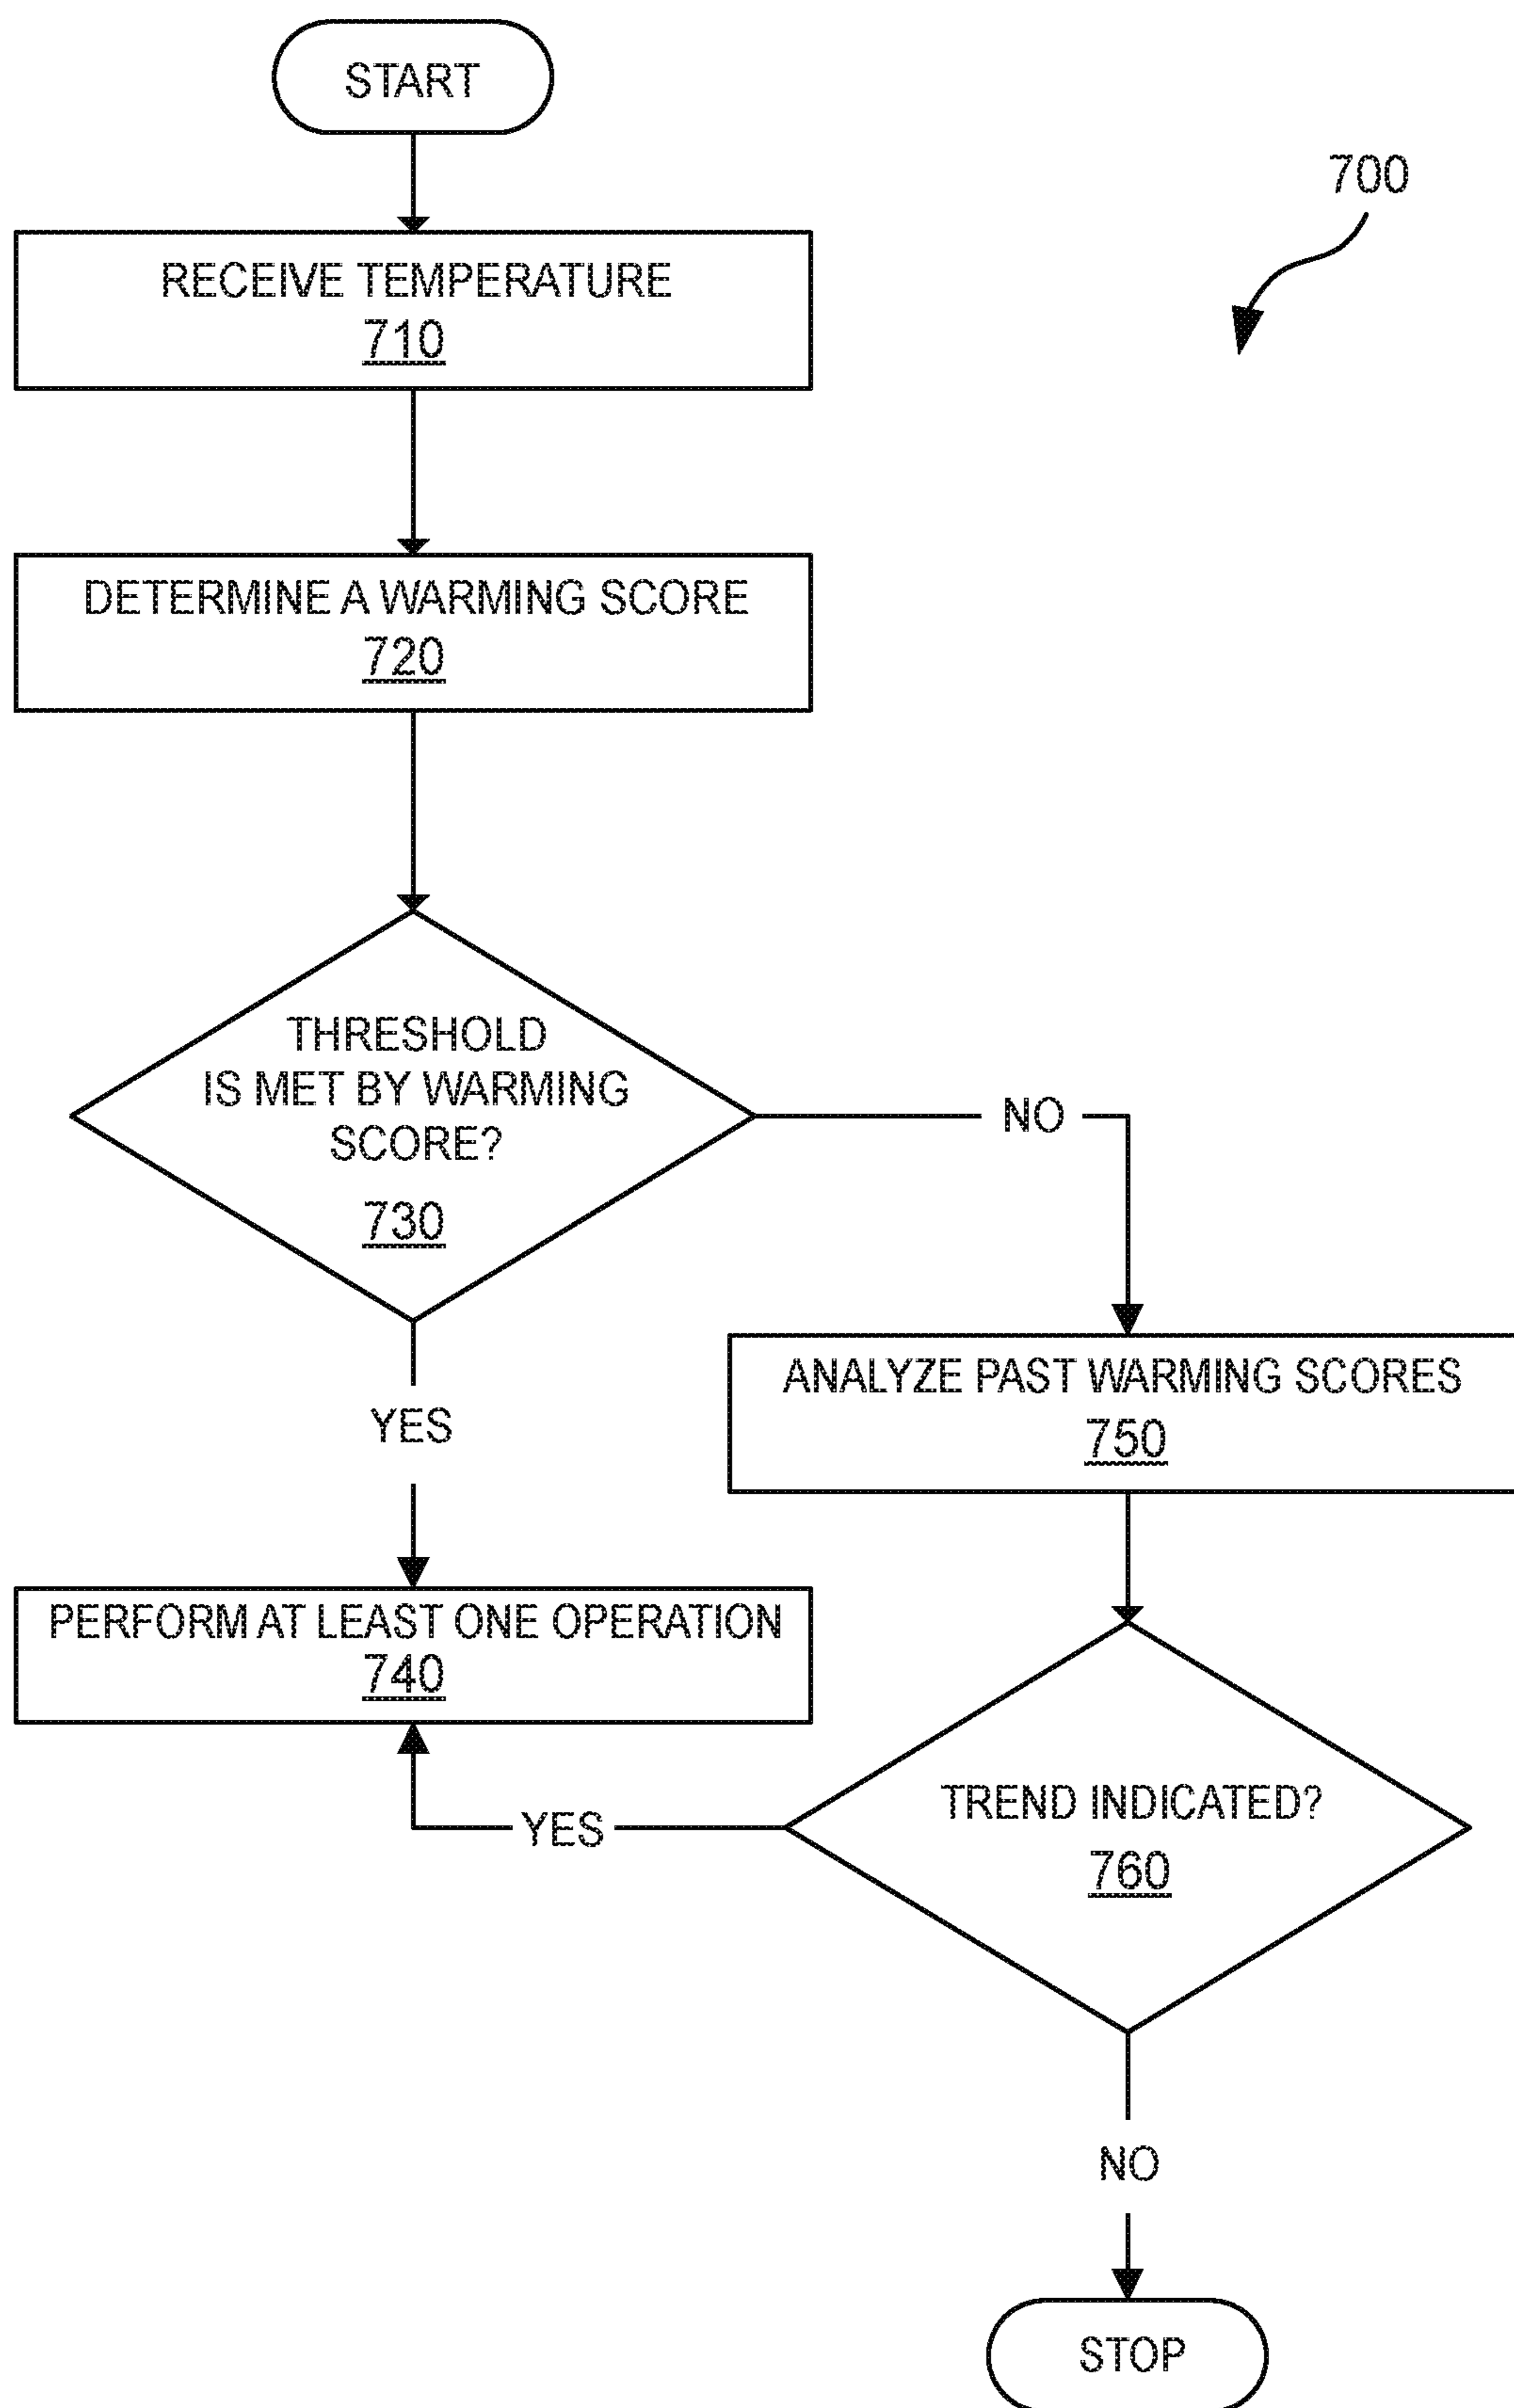 START
700
RECEIVE TEMPERATURE
710
DETERMINE A WARMING SCORE
720
THRESHOLD
IS MET BY WARMING
SCORE?
730
NO
YES
ANALYZE PAST WARMING SCORES
750
PERFORM AT LEAST ONE OPERATION
740
TREND INDICATED?
760
YES
NO
STOP